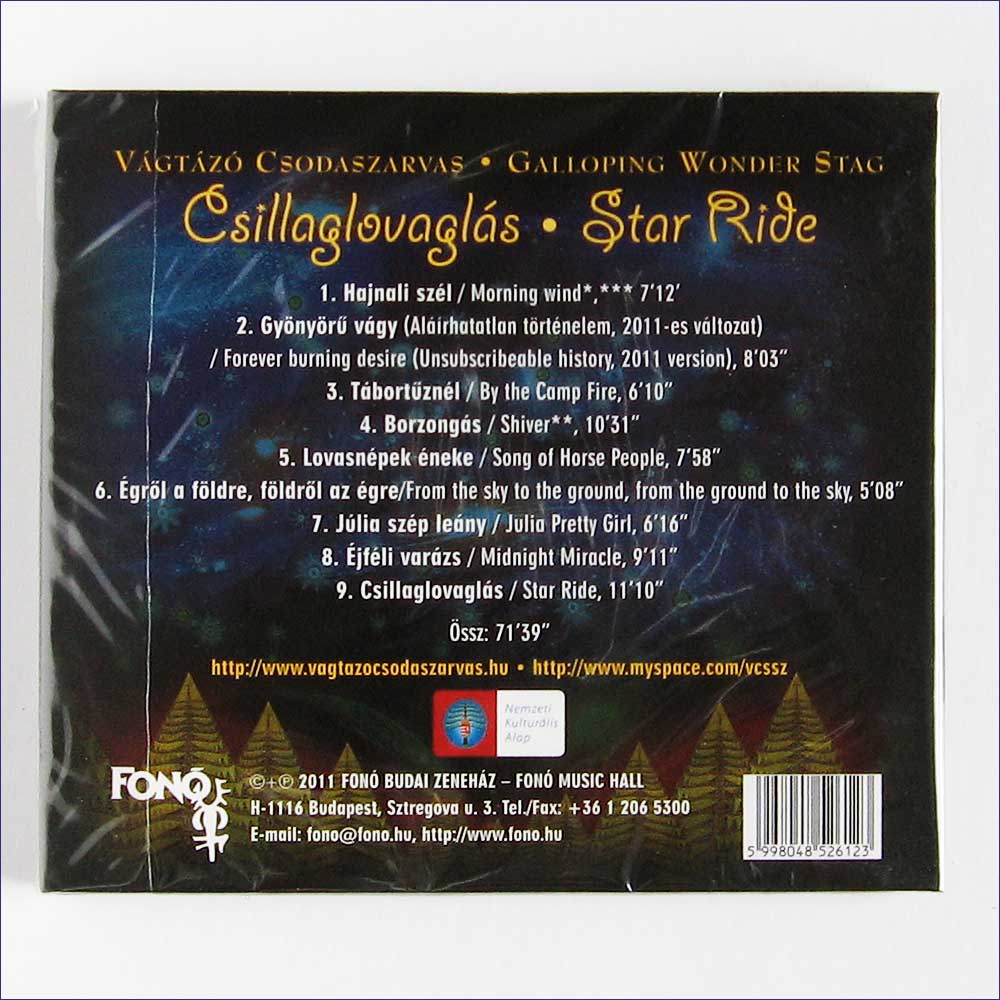 VÁGTÁZÓ CSODASZARVAS • GALLOPING WONDER STAG
Csillaglovaglás • Star Ride
1. Hajnali szél / Morning wind*,*** 7'12'
2. Gyönyörű vágy (Aláírhatatlan történelem, 2011-es változat)
/ Forever burning desire (Unsubscribeable history, 2011 version), 8'03”
3. Tábortűznél / By the Camp Fire, 6'10”
4. Borzongás / Shiver**, 10'31”
5. Lovasnépek éneke / Song of Horse People, 7'58”
6. Égről a földre, földről az égre/From the sky to the ground, from the ground to the sky, 5'08”
7. Júlia szép leány / Julia Pretty Girl, 6'16”
8. Éjféli varázs / Midnight Miracle, 9'11”
9. Csillaglovaglás / Star Ride, 11'10”
Össz: 71'39”
http://www.vagtazocsodaszarvas.hu • http://www.myspace.com/vcssz
Nemzeti
Kulturális
Alap
FONÓ
©+℗ 2011 FONÓ BUDAI ZENEHÁZ – FONÓ MUSIC HALL
H-1116 Budapest, Sztregova u. 3. Tel./Fax: +36 1 206 5300
E-mail: fono@fono.hu, http://www.fono.hu
5 998048 526123